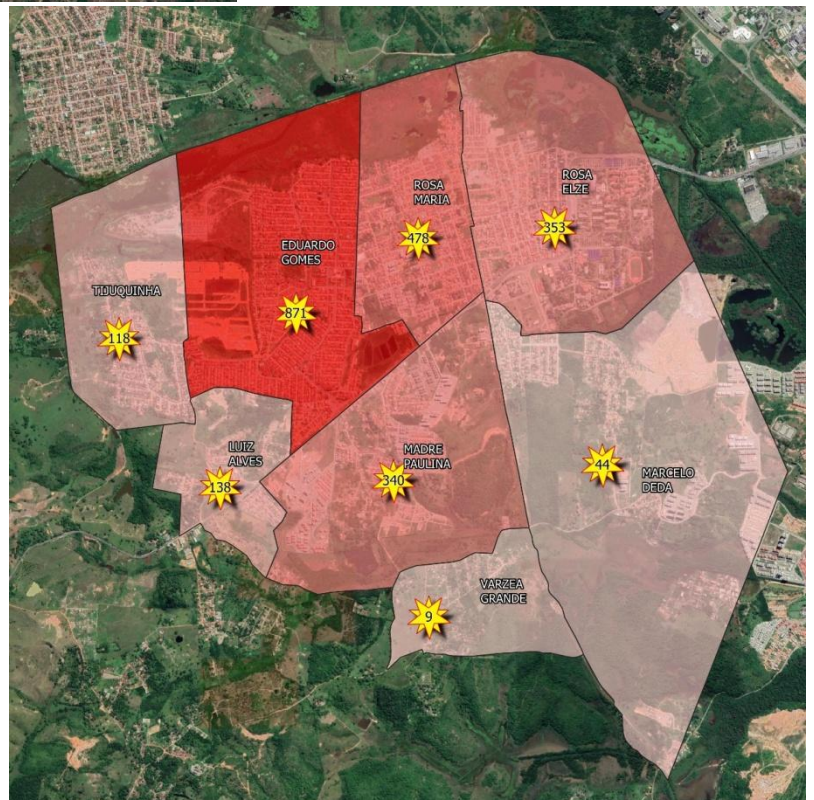 ROSA
MARIA
478
ROSA
ELZE
353
EDUARDO
GOMES
871
TIJUQUINHA
118
LUIZ
ALVES
138
MADRE
PAULINA
340
MARCELO
DEDA
44
VARZEA
GRANDE
9